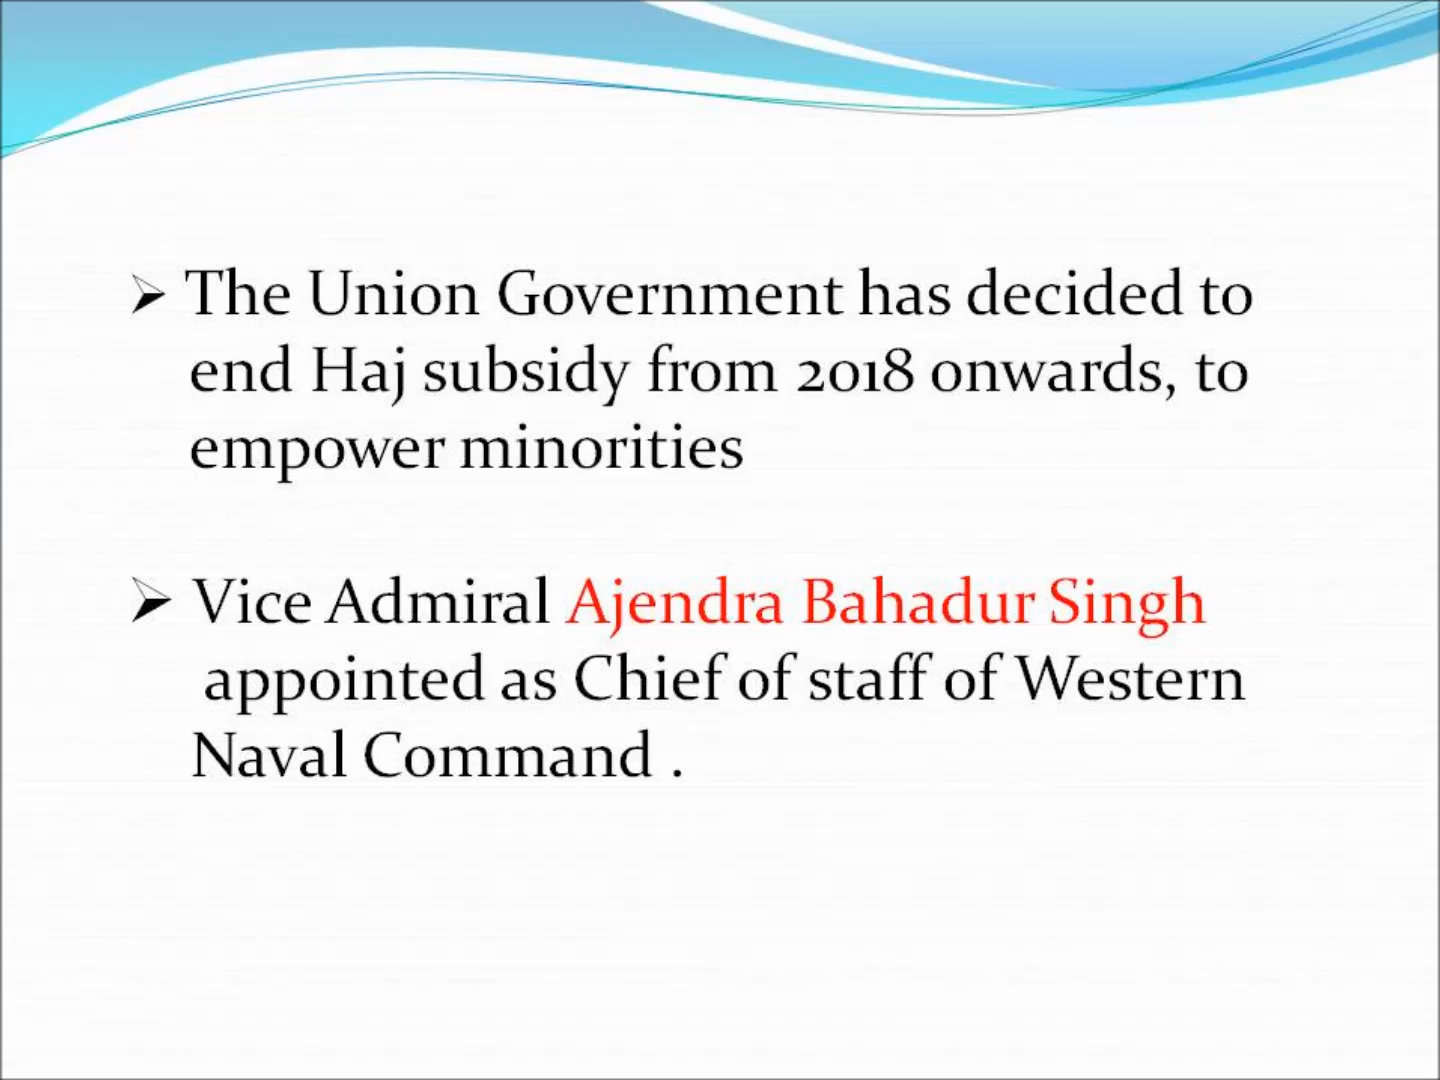 ➢ The Union Government has decided to
end Haj subsidy from 2018 onwards, to
empower minorities
➢ Vice Admiral Ajendra Bahadur Singh
appointed as Chief of staff of Western
Naval Command .